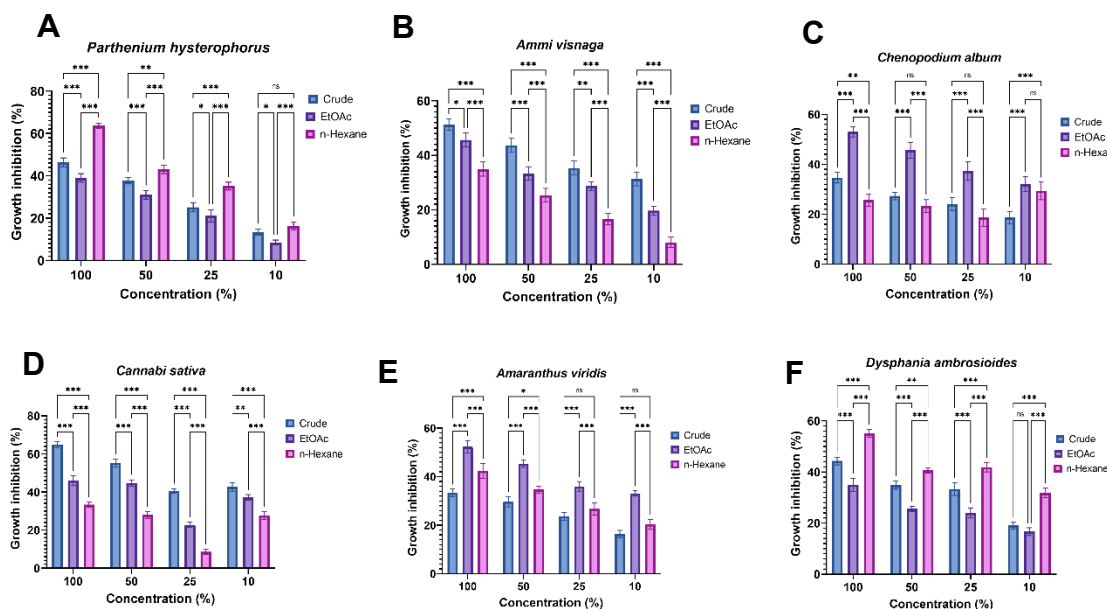 A
Parthenium hysterophorus
*** ** *** ns
*** *** *** *** * *** * ***
Growth inhibition (%)
80
60
40
20
0
100 50 25 10
Concentration (%)
Crude
EtOAc
n-Hexane
B
Ammi visnaga
*** *** *** ***
* *** *** *** ** *** *** ***
Growth inhibition (%)
60
40
20
0
100 50 25 10
Concentration (%)
Crude
EtOAc
n-Hexane
C
Chenopodium album
** ns ns ***
*** *** *** *** *** *** *** ns
Growth inhibition (%)
60
40
20
0
100 50 25 10
Concentration (%)
Crude
EtOAc
n-Hexane
D
Cannabi sativa
*** *** *** ***
*** *** *** *** *** *** ** ***
Growth inhibition (%)
80
60
40
20
0
100 50 25 10
Concentration (%)
Crude
EtOAc
n-Hexane
E
Amaranthus viridis
*** * ns ns
*** *** *** *** *** *** *** ***
Growth inhibition (%)
80
60
40
20
0
100 50 25 10
Concentration (%)
Crude
EtOAc
n-Hexane
F
Dysphania ambrosioides
*** ** *** ***
*** *** *** *** *** *** ns ***
Growth inhibition (%)
60
40
20
0
100 50 25 10
Concentration (%)
Crude
EtOAc
n-Hexane